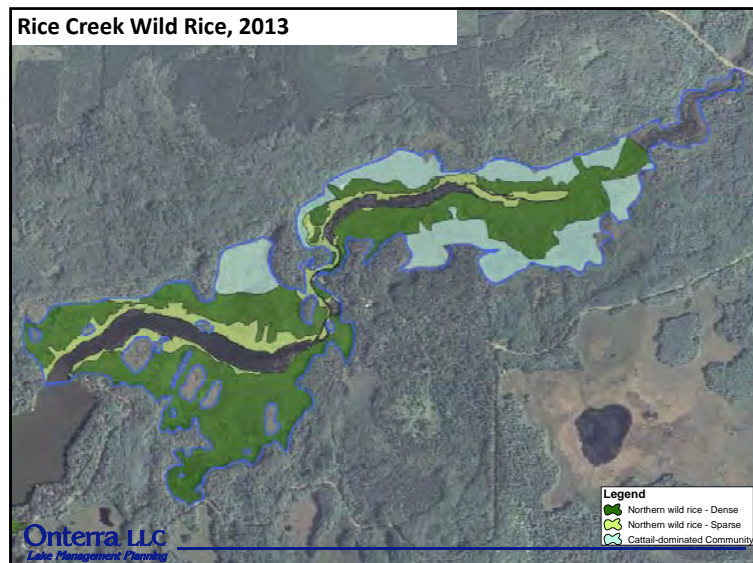 Rice Creek Wild Rice, 2013
Legend
Northern wild rice - Dense
Northern wild rice - Sparse
Cattail-dominated Community
Onterra, LLC
Lake Management Planning